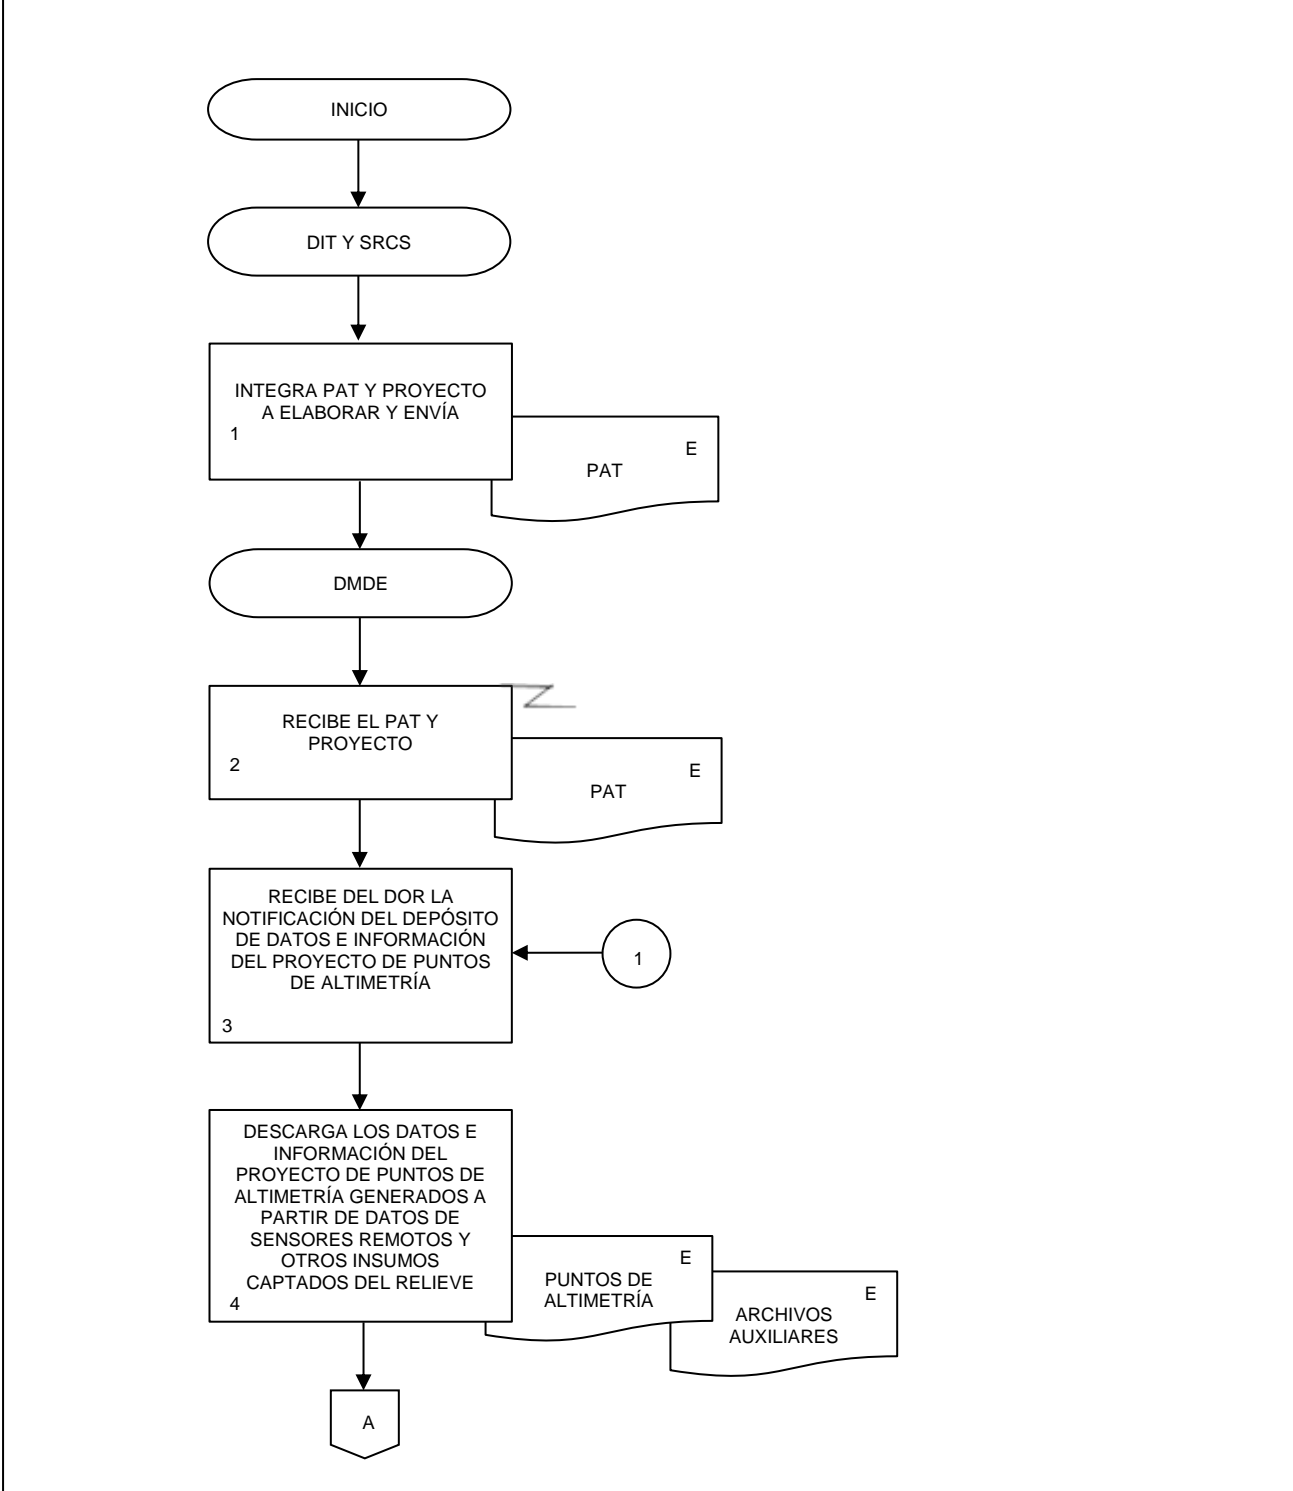 INICIO
DIT Y SRCS
INTEGRA PAT Y PROYECTO
A ELABORAR Y ENVÍA
1
E
PAT
DMDE
RECIBE EL PAT Y
PROYECTO
2
E
PAT
RECIBE DEL DOR LA
NOTIFICACIÓN DEL DEPÓSITO
DE DATOS E INFORMACIÓN
DEL PROYECTO DE PUNTOS
DE ALTIMETRÍA
3
1
DESCARGA LOS DATOS E
INFORMACIÓN DEL
PROYECTO DE PUNTOS DE
ALTIMETRÍA GENERADOS A
PARTIR DE DATOS DE
SENSORES REMOTOS Y
OTROS INSUMOS
CAPTADOS DEL RELIEVE
4
E
PUNTOS DE
ALTIMETRÍA
E
ARCHIVOS
AUXILIARES
A